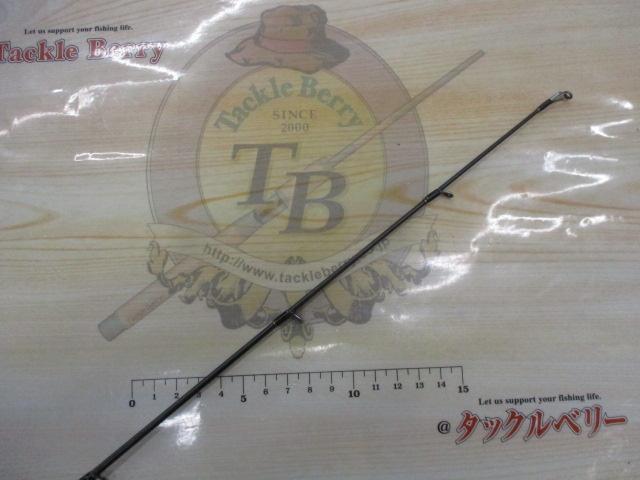 Let us support your fishing life.
Tackle Berry
Tackle Berry
SINCE
2000
TB
http://www.tackleberry
0 1 2 3 4 5 6 7 8 9 10 11 12 13 14 15
Let us support your fishing life.
@タックルベリー